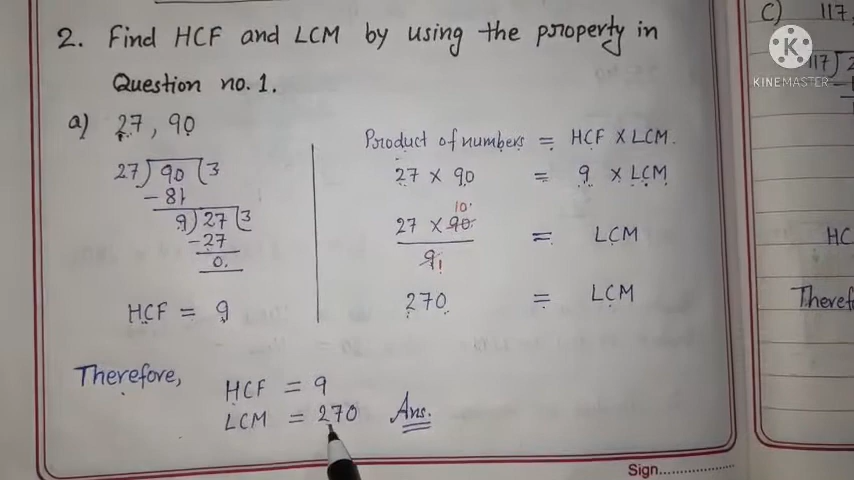 2. Find HCF and LCM by using the property in
Question no. 1.
a) 27, 90
27) 90 (3
- 81
9) 27 (3
- 27
0
HCF = 9
Product of numbers = HCF X LCM.
27 × 90 = 9 × LCM
10
27 × 90 = LCM
9 1
270 = LCM
Therefore,
HCF = 9
LCM = 270 Ans.
Sign..................
C) 117,
117) 2
HC
Theref
K
KINEMASTER